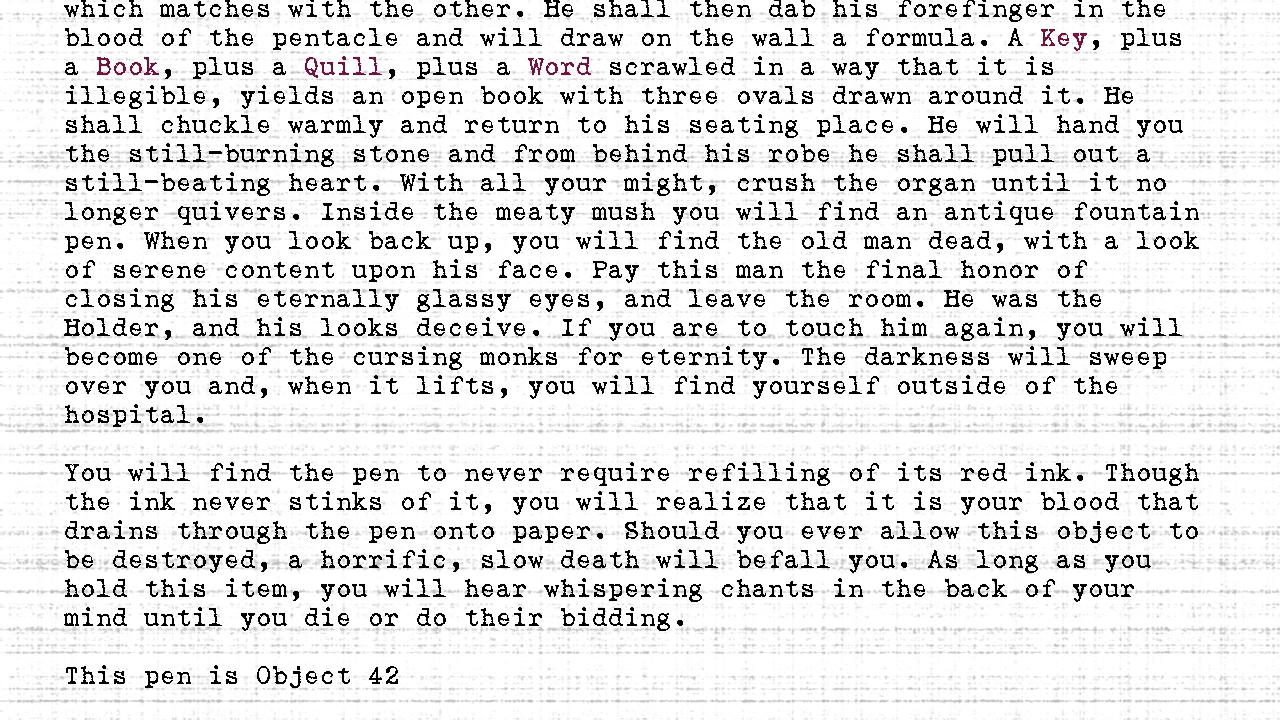 which matches with the other. He shall then dab his forefinger in the
blood of the pentacle and will draw on the wall a formula. A Key, plus
a Book, plus a Quill, plus a Word scrawled in a way that it is
illegible, yields an open book with three ovals drawn around it. He
shall chuckle warmly and return to his seating place. He will hand you
the still-burning stone and from behind his robe he shall pull out a
still-beating heart. With all your might, crush the organ until it no
longer quivers. Inside the meaty mush you will find an antique fountain
pen. When you look back up, you will find the old man dead, with a look
of serene content upon his face. Pay this man the final honor of
closing his eternally glassy eyes, and leave the room. He was the
Holder, and his looks deceive. If you are to touch him again, you will
become one of the cursing monks for eternity. The darkness will sweep
over you and, when it lifts, you will find yourself outside of the
hospital.
You will find the pen to never require refilling of its red ink. Though
the ink never stinks of it, you will realize that it is your blood that
drains through the pen onto paper. Should you ever allow this object to
be destroyed, a horrific, slow death will befall you. As long as you
hold this item, you will hear whispering chants in the back of your
mind until you die or do their bidding.
This pen is Object 42